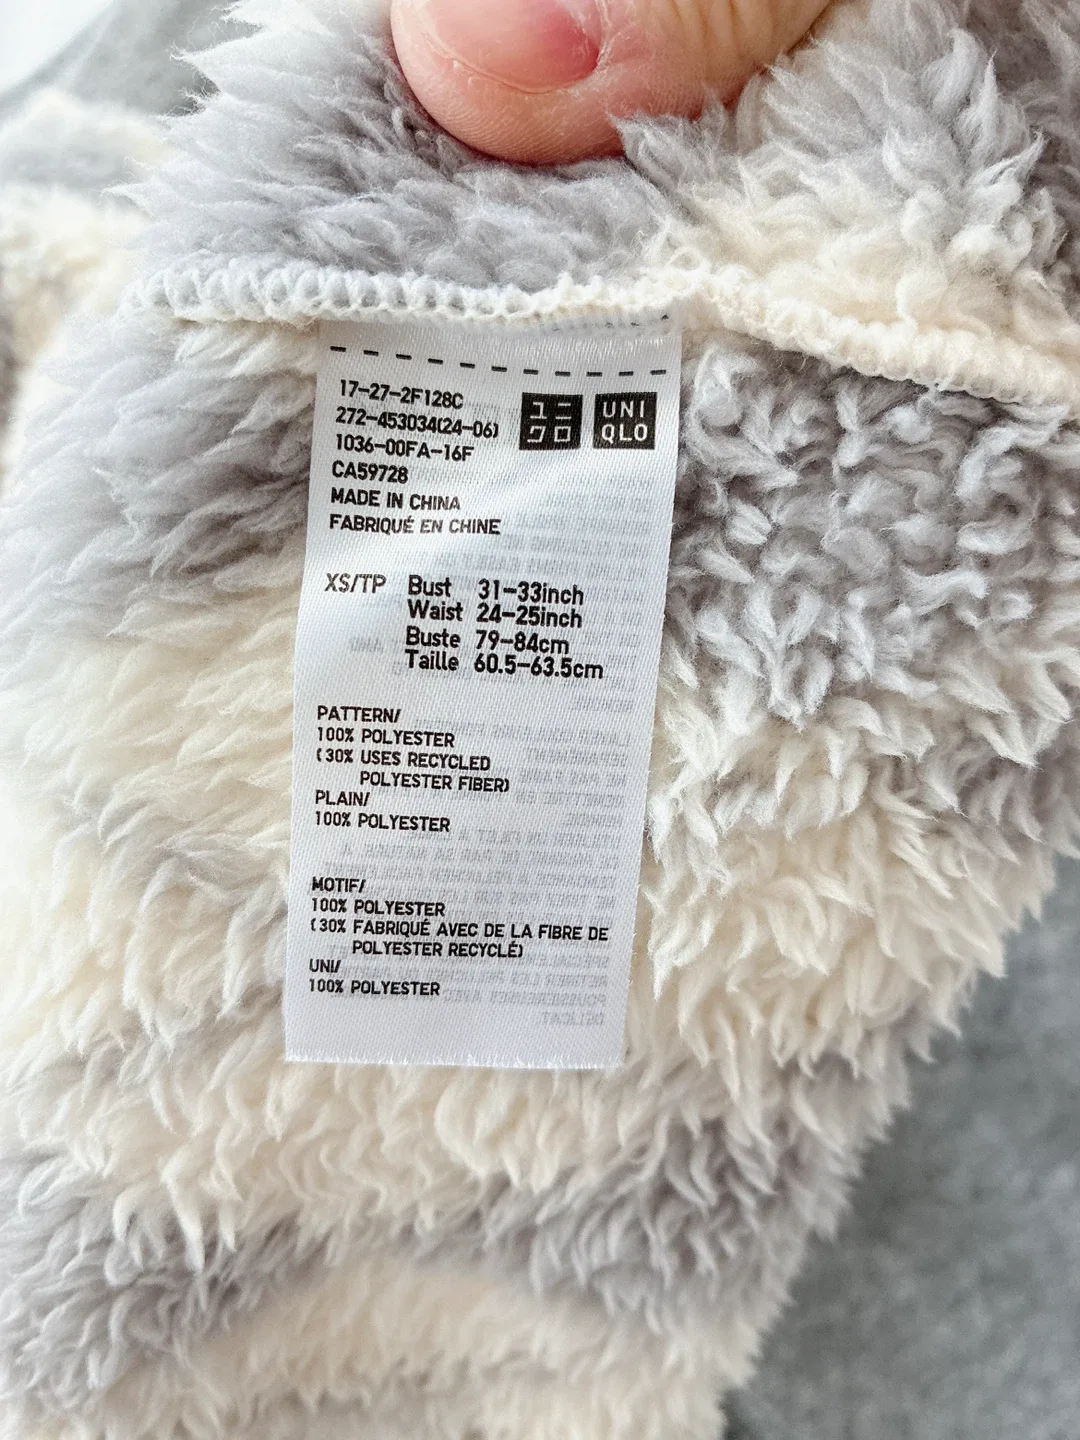 17-27-2F128C
272-453034(24-06)
1036-00FA-16F
CA59728
MADE IN CHINA
FABRIQUÉ EN CHINE
ユニ
クロ
UNI
QLO
XS/TP Bust 31-33inch
Waist 24-25inch
Buste 79-84cm
Taille 60.5-63.5cm
PATTERN/
100% POLYESTER
(30% USES RECYCLED
POLYESTER FIBER)
PLAIN/
100% POLYESTER
MOTIF/
100% POLYESTER
(30% FABRIQUÉ AVEC DE LA FIBRE DE
POLYESTER RECYCLÉ)
UNI/
100% POLYESTER